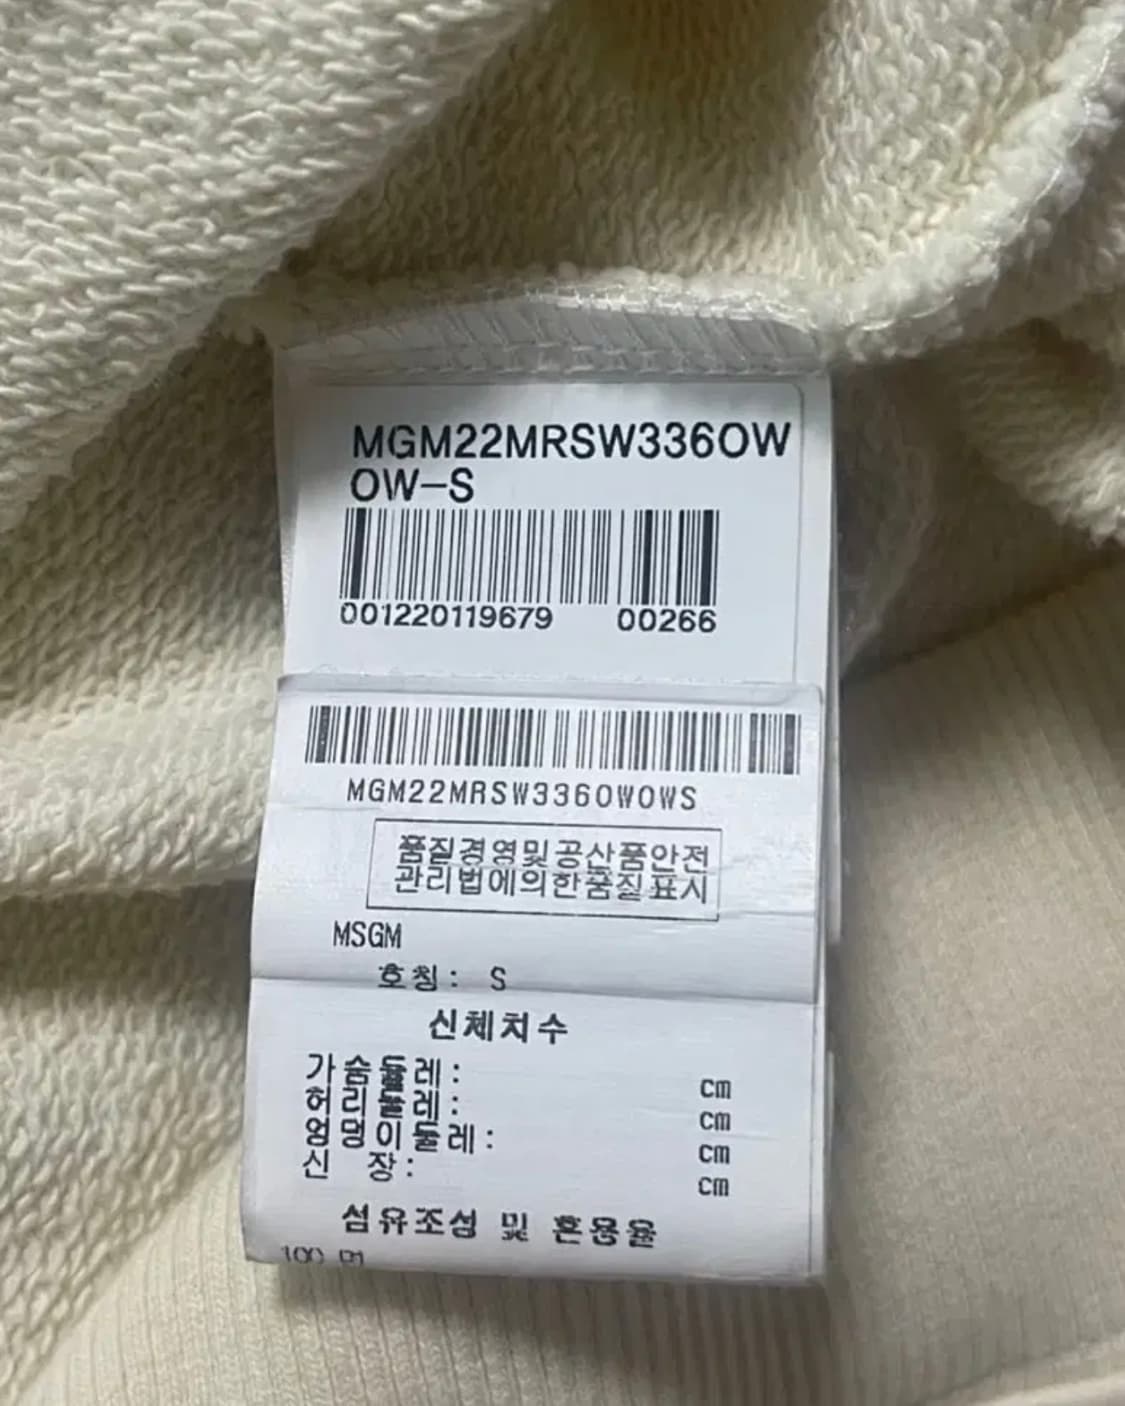 MGM22MRSW336OW
OW-S
001220119679 00266
MGM22MRSW336OWOWS
품질경영및공산품안전
관리법에의한품질표시
MSGM
호칭: S
신체치수
가슴둘레: cm
허리둘레: cm
엉덩이둘레: cm
신 장: cm
섬유조성 및 혼용율
100 면